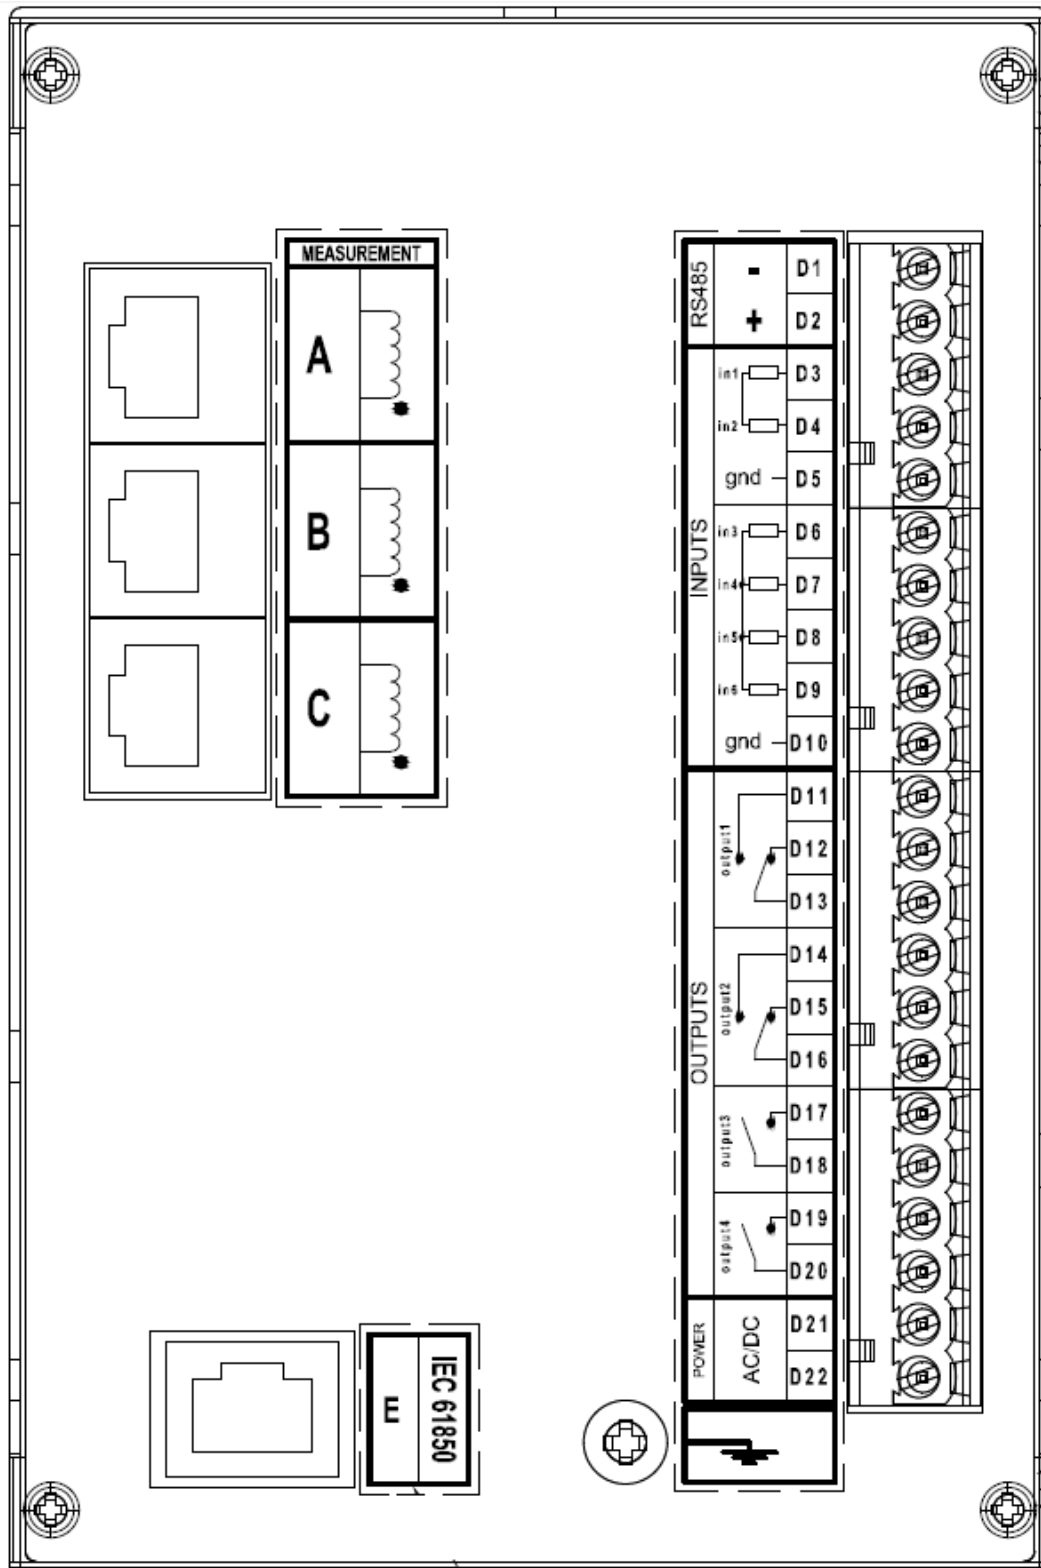 MEASUREMENT
A
B
C
RS485
- D1
+ D2
INPUTS
in1 D3
in2 D4
gnd D5
in3 D6
in4 D7
in5 D8
in6 D9
gnd D10
OUTPUTS
output1
D11
D12
D13
output2
D14
D15
D16
output3
D17
D18
output4
D19
D20
POWER
AC/DC
D21
D22
E
IEC 61850